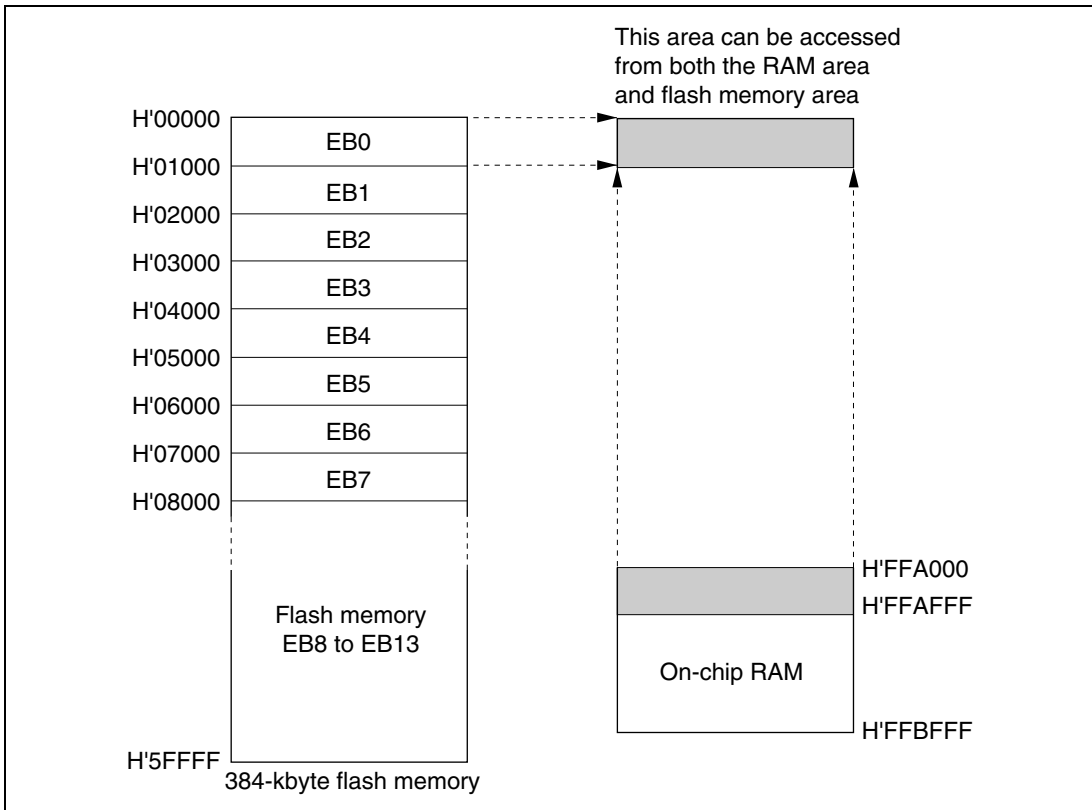 This area can be accessed
from both the RAM area
and flash memory area
H'00000
EB0
H'01000
EB1
H'02000
EB2
H'03000
EB3
H'04000
EB4
H'05000
EB5
H'06000
EB6
H'07000
EB7
H'08000
H'FFA000
H'FFAFFF
Flash memory
EB8 to EB13
On-chip RAM
H'FFBFFF
H'5FFFF
384-kbyte flash memory